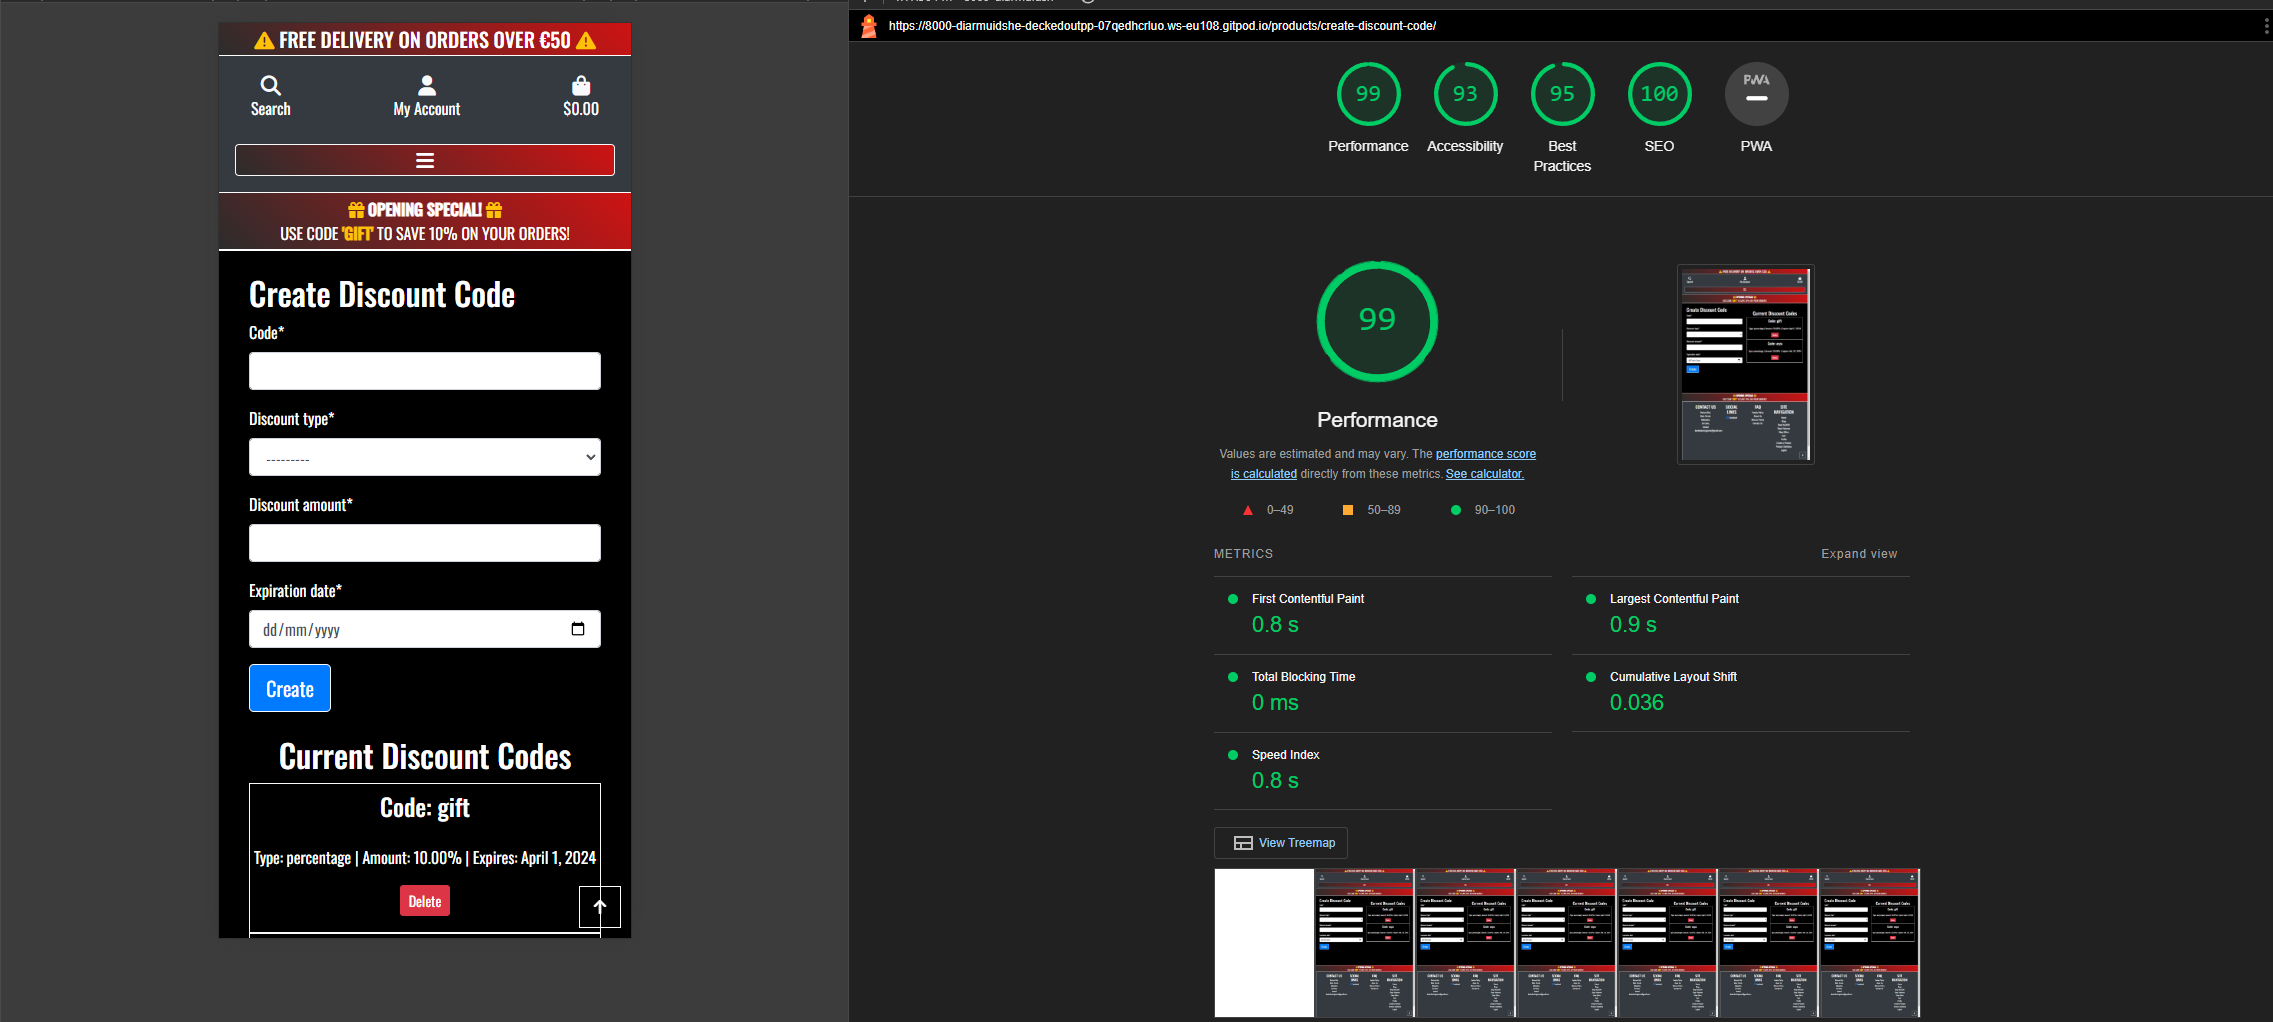 FREE DELIVERY ON ORDERS OVER €50
Search
My Account
$0.00
OPENING SPECIAL!
USE CODE 'GIFT' TO SAVE 10% ON YOUR ORDERS!
Create Discount Code
Code*
Discount type*
---------
Discount amount*
Expiration date*
dd/mm/yyyy
Create
Current Discount Codes
Code: gift
Type: percentage | Amount: 10.00% | Expires: April 1, 2024
Delete
https://8000-diarmuidshe-deckedoutpp-07qedhcrluo.ws-eu108.gitpod.io/products/create-discount-code/
99
93
95
100
PWA
Performance
Accessibility
Best
Practices
SEO
PWA
99
Performance
Values are estimated and may vary. The performance score
is calculated directly from these metrics. See calculator.
0–49
50–89
90–100
METRICS
Expand view
First Contentful Paint
0.8 s
Largest Contentful Paint
0.9 s
Total Blocking Time
0 ms
Cumulative Layout Shift
0.036
Speed Index
0.8 s
View Treemap